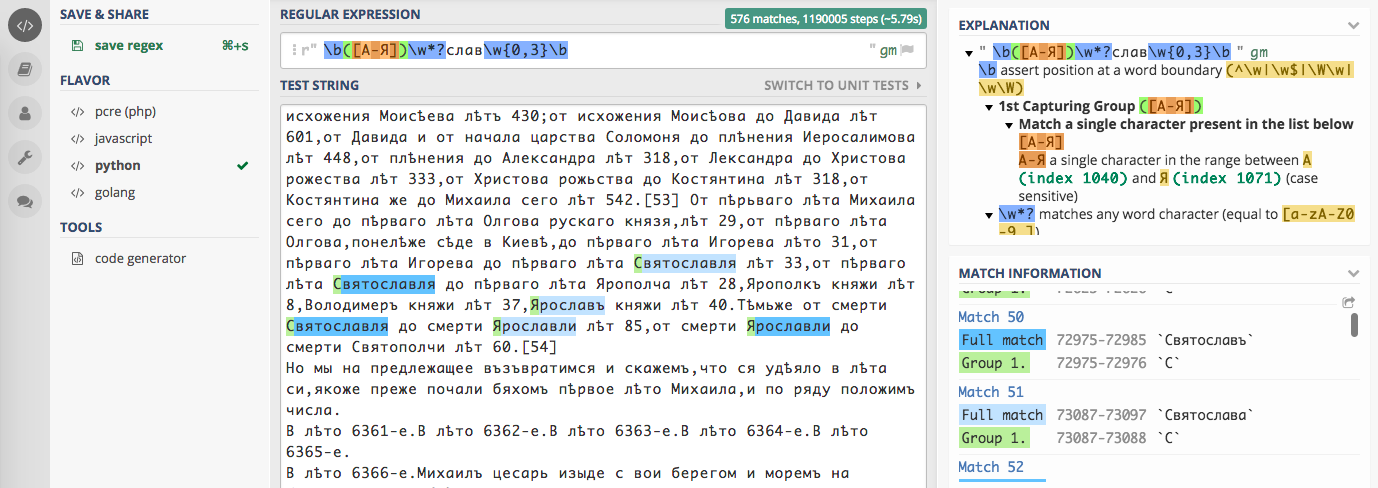 SAVE & SHARE
save regex ⌘+s
FLAVOR
</> pcre (php)
</> javascript
</> python
</> golang
TOOLS
code generator
REGULAR EXPRESSION
576 matches, 1190005 steps (~5.79s)
r" \b([А-Я])\w*?слав\w{0,3}\b " gm
TEST STRING
SWITCH TO UNIT TESTS
исхожения Моисѣева лѣтъ 430;от исхожения Моисѣова до Давида лѣт
601,от Давида и от начала царства Соломоня до плѣнения Иеросалимова
лѣт 448,от плѣнения до Александра лѣт 318,от Лександра до Христова
рожества лѣт 333,от Христова рожьства до Костянтина лѣт 318,от
Костянтина же до Михаила сего лѣт 542.[53] От пѣрьваго лѣта Михаила
сего до пѣрваго лѣта Олгова рускаго князя,лѣт 29,от пѣрваго лѣта
Олгова,понелѣже сѣде в Киевѣ,до пѣрваго лѣта Игорева лѣто 31,от
пѣрваго лѣта Игорева до пѣрваго лѣта Святославля лѣт 33,от пѣрваго
лѣта Святославля до пѣрваго лѣта Ярополча лѣт 28,Ярополкъ княжи лѣт
8,Володимеръ княжи лѣт 37,Ярославъ княжи лѣт 40.Тѣмьже от смерти
Святославля до смерти Ярославли лѣт 85,от смерти Ярославли до
смерти Святополчи лѣт 60.[54]
Но мы на предлежащее възъвратимся и скажемъ,что ся удѣяло в лѣта
си,якоже преже почали бяхомъ пѣрвое лѣто Михаила,и по ряду положимъ
числа.
В лѣто 6361-е.В лѣто 6362-е.В лѣто 6363-е.В лѣто 6364-е.В лѣто
6365-е.
В лѣто 6366-е.Михаилъ цесарь изыде с вои берегом и моремъ на
EXPLANATION
" \b([А-Я])\w*?слав\w{0,3}\b " gm
\b assert position at a word boundary (^\w|\w$|\W\w|
\w\W)
1st Capturing Group ([А-Я])
Match a single character present in the list below
[А-Я]
А-Я a single character in the range between А
(index 1040) and Я (index 1071) (case
sensitive)
\w*? matches any word character (equal to [a-zA-Z0
-9_])
MATCH INFORMATION
Match 50
Full match 72975-72985 `Святославъ`
Group 1. 72975-72976 `С`
Match 51
Full match 73087-73097 `Святослава`
Group 1. 73087-73088 `С`
Match 52